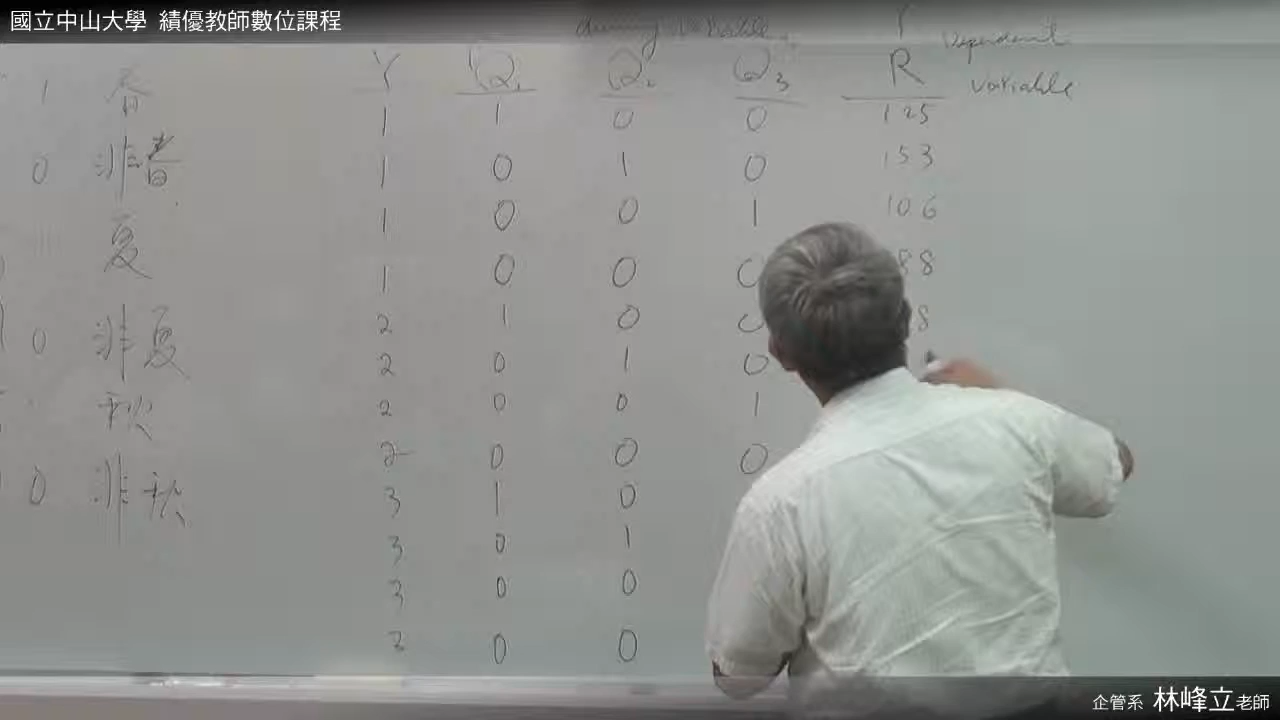 國立中山大學 績優教師數位課程
dummy variable Y Dependent
variable
Y Q1 Q2 Q3 R
1 春 1 1 0 0 125
0 非春 1 0 1 0 153
1 0 0 1 106
夏 1 0 0 0 88
2 1 0 0 8
0 非夏 2 0 1 0
秋 2 0 0 1
2 0 0 0
0 非秋 3 1 0
3 0 1
3 0 0
3 0 0
企管系 林峰立老師